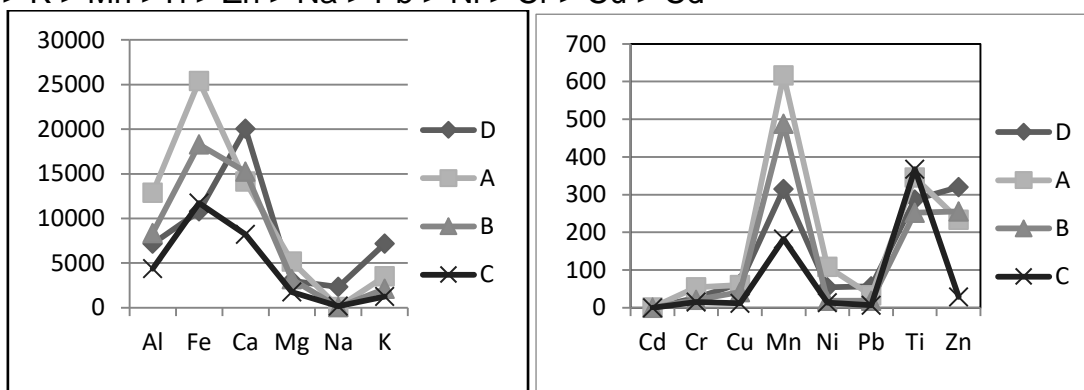 > K > Mn >Ti > Zn > Na > Pb > Ni > Cr > Cu > Cd
30000
25000
20000
15000
10000
5000
0
Al Fe Ca Mg Na K
D
A
B
C
700
600
500
400
300
200
100
0
Cd Cr Cu Mn Ni Pb Ti Zn
D
A
B
C